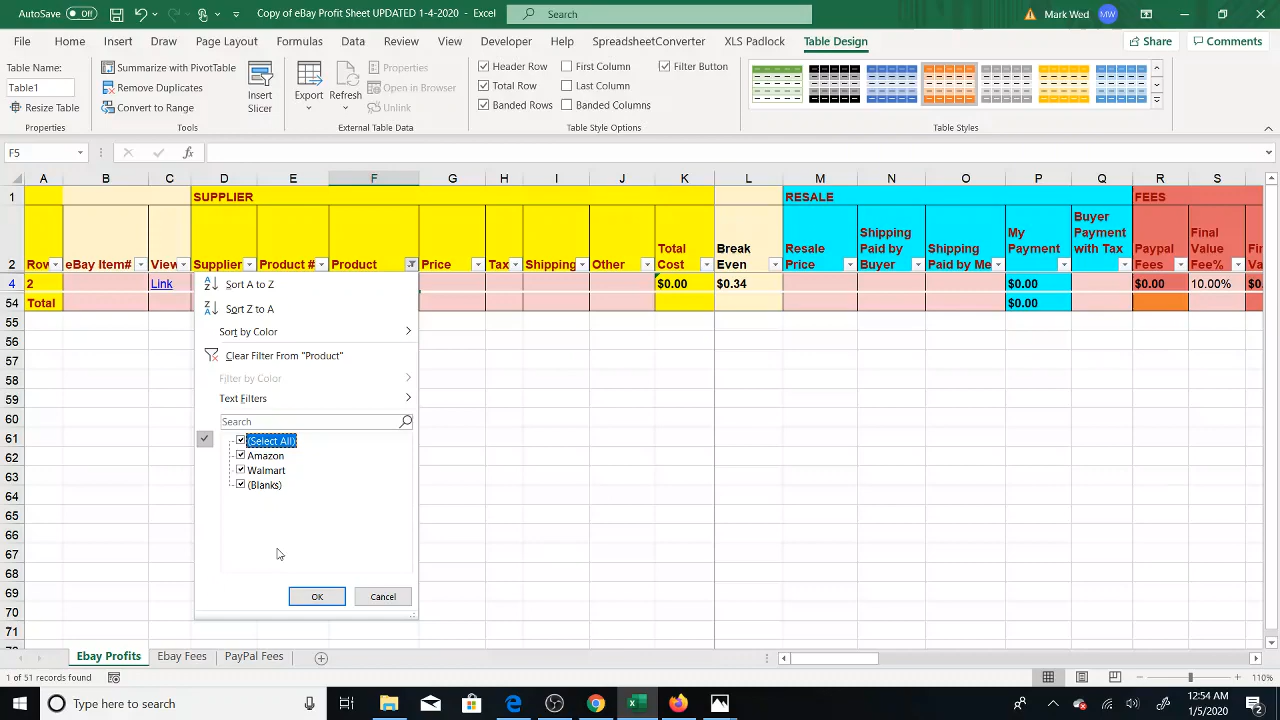 AutoSave Off Copy of eBay Profit Sheet UPDATED 1-4-2020 - Excel Search Mark Wed MW
File Home Insert Draw Page Layout Formulas Data Review View Developer Help SpreadsheetConverter XLS Padlock Table Design Share Comments
Table Name:
Table1
Resize Table
Properties
Summarize with PivotTable
Remove Duplicates
Convert to Range
Tools
Insert
Slicer
Export
Refresh
Properties
Open in Browser
Unlink
External Table Data
Header Row First Column Filter Button
Total Row Last Column
Banded Rows Banded Columns
Table Style Options
Table Styles
F5 fx
A B C D E F G H I J K L M N O P Q R S
1 SUPPLIER RESALE FEES
2 Row eBay Item# View Supplier Product # Product Price Tax Shipping Other
Total
Cost
Break
Even
Resale
Price
Shipping
Paid by
Buyer
Shipping
Paid by Me
My
Payment
Buyer
Payment
with Tax
Paypal
Fees
Final
Value
Fee%
Fin
Va
4 2 Link $0.00 $0.34 $0.00 $0.00 10.00% $0.
54 Total $0.00
55
56
57
58
59
60
61
62
63
64
65
66
67
68
69
70
71
Sort A to Z
Sort Z to A
Sort by Color
Clear Filter From "Product"
Filter by Color
Text Filters
Search
(Select All)
Amazon
Walmart
(Blanks)
OK Cancel
Ebay Profits Ebay Fees PayPal Fees
1 of 51 records found 110%
Type here to search
12:54 AM
1/5/2020
2